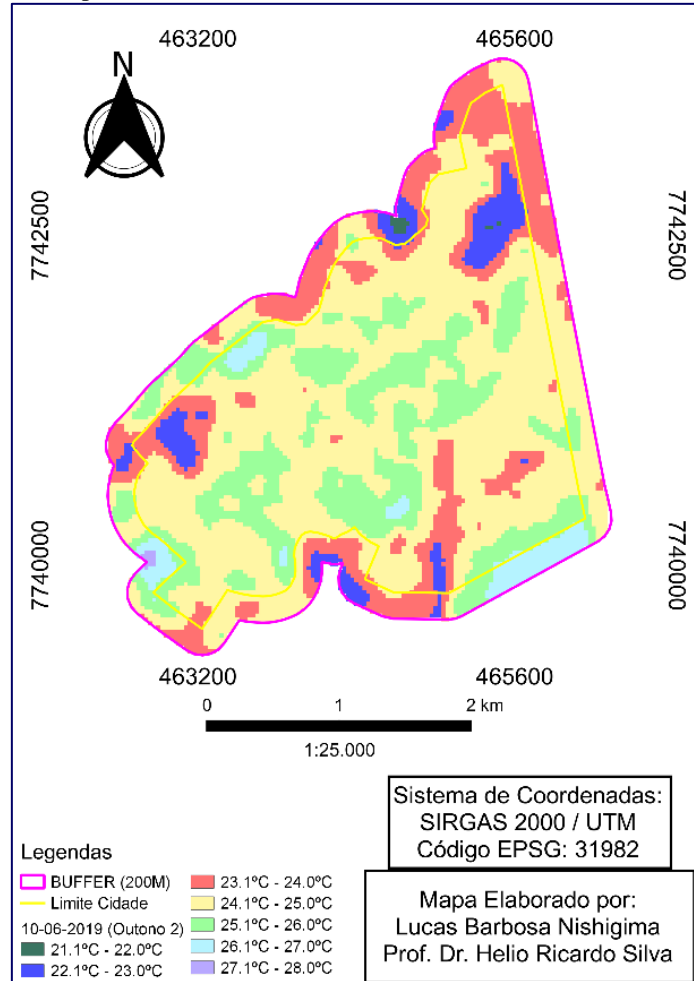 463200 465600
N
7742500 7742500
7740000 7740000
463200 465600
0 1 2 km
1:25.000
Sistema de Coordenadas:
SIRGAS 2000 / UTM
Código EPSG: 31982
Legendas
BUFFER (200M)
Limite Cidade
10-06-2019 (Outono 2)
21.1ºC - 22.0ºC
22.1ºC - 23.0ºC
23.1ºC - 24.0ºC
24.1ºC - 25.0ºC
25.1ºC - 26.0ºC
26.1ºC - 27.0ºC
27.1ºC - 28.0ºC
Mapa Elaborado por:
Lucas Barbosa Nishigima
Prof. Dr. Helio Ricardo Silva